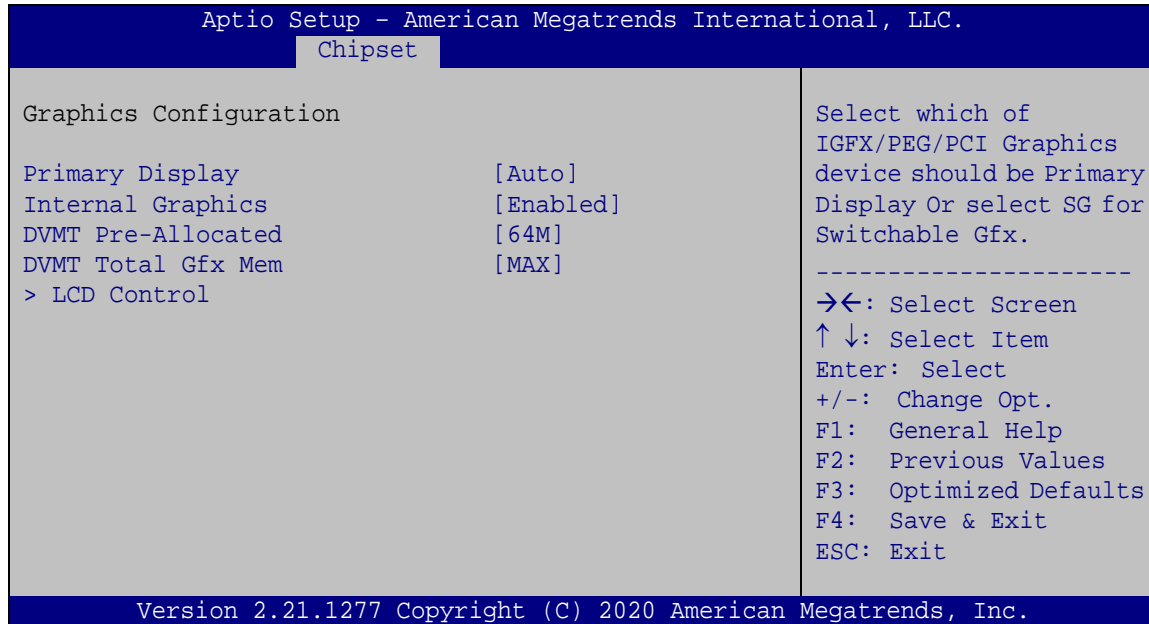 Aptio Setup – American Megatrends International, LLC.
Chipset
Graphics Configuration
Primary Display [Auto]
Internal Graphics [Enabled]
DVMT Pre-Allocated [64M]
DVMT Total Gfx Mem [MAX]
> LCD Control
Select which of
IGFX/PEG/PCI Graphics
device should be Primary
Display Or select SG for
Switchable Gfx.
----------------------
→←: Select Screen
↑ ↓: Select Item
Enter: Select
+/-: Change Opt.
F1: General Help
F2: Previous Values
F3: Optimized Defaults
F4: Save & Exit
ESC: Exit
Version 2.21.1277 Copyright (C) 2020 American Megatrends, Inc.